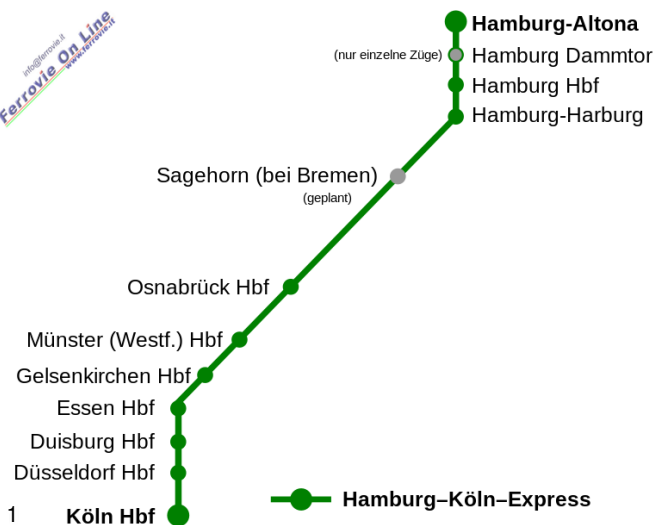 info@ferrovie.it
Ferrovie On Line
www.ferrovie.it
Hamburg-Altona
(nur einzelne Züge) Hamburg Dammtor
Hamburg Hbf
Hamburg-Harburg
Sagehorn (bei Bremen)
(geplant)
Osnabrück Hbf
Münster (Westf.) Hbf
Gelsenkirchen Hbf
Essen Hbf
Duisburg Hbf
Düsseldorf Hbf
1 Köln Hbf
Hamburg–Köln–Express